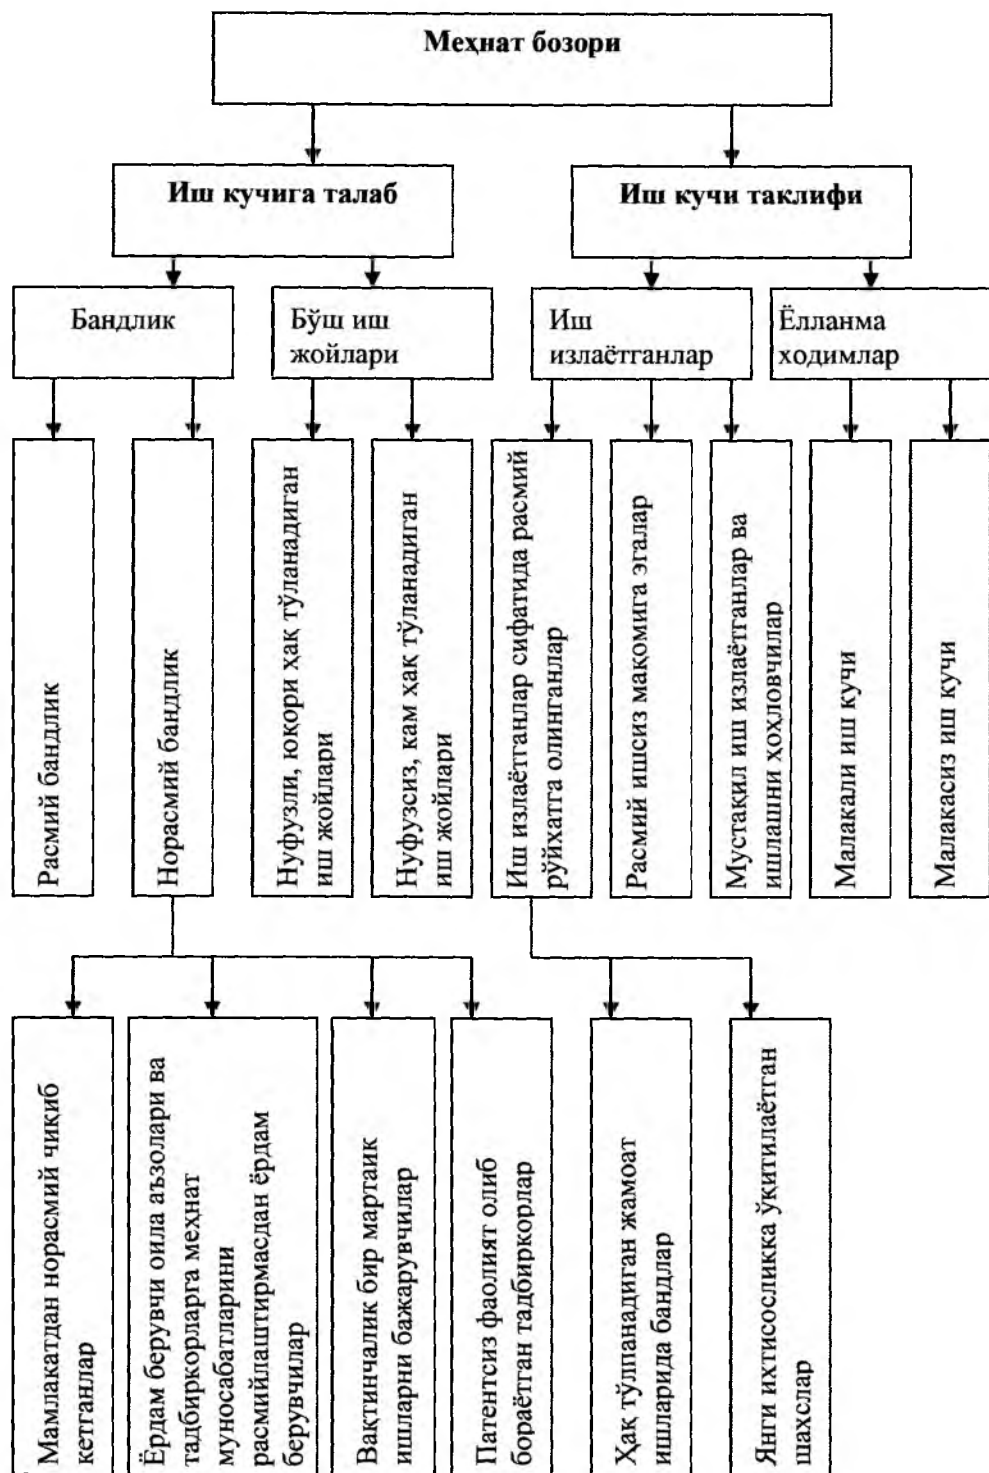 Меҳнат бозори
Иш кучига талаб
Иш кучи таклифи
Бандлик
Бўш иш
жойлари
Иш
излаётганлар
Ёлланма
ходимлар
Расмий бандлик
Норасмий бандлик
Нуфузли, юқори ҳақ тўланадиган
иш жойлари
Нуфузсиз, кам ҳақ тўланадиган
иш жойлари
Иш излаётганлар сифатида расмий
рўйхатга олинганлар
Расмий ишсиз макомига эгалар
Мустақил иш излаётганлар ва
ишлашни хоҳловчилар
Малакали иш кучи
Малакасиз иш кучи
Мамлакатдан норасмий чиқиб
кетганлар
Ёрдам берувчи оила аъзолари ва
тадбиркорларга меҳнат
муносабатларини
расмийлаштирмасдан ёрдам
берувчилар
Вақтинчалик бир мартаик
ишларни бажарувчилар
Патентсиз фаолият олиб
бораётган тадбиркорлар
Ҳақ тўлпанадиган жамоат
ишларида бандлар
Янги ихтисосликка ўқитилаётган
шахслар